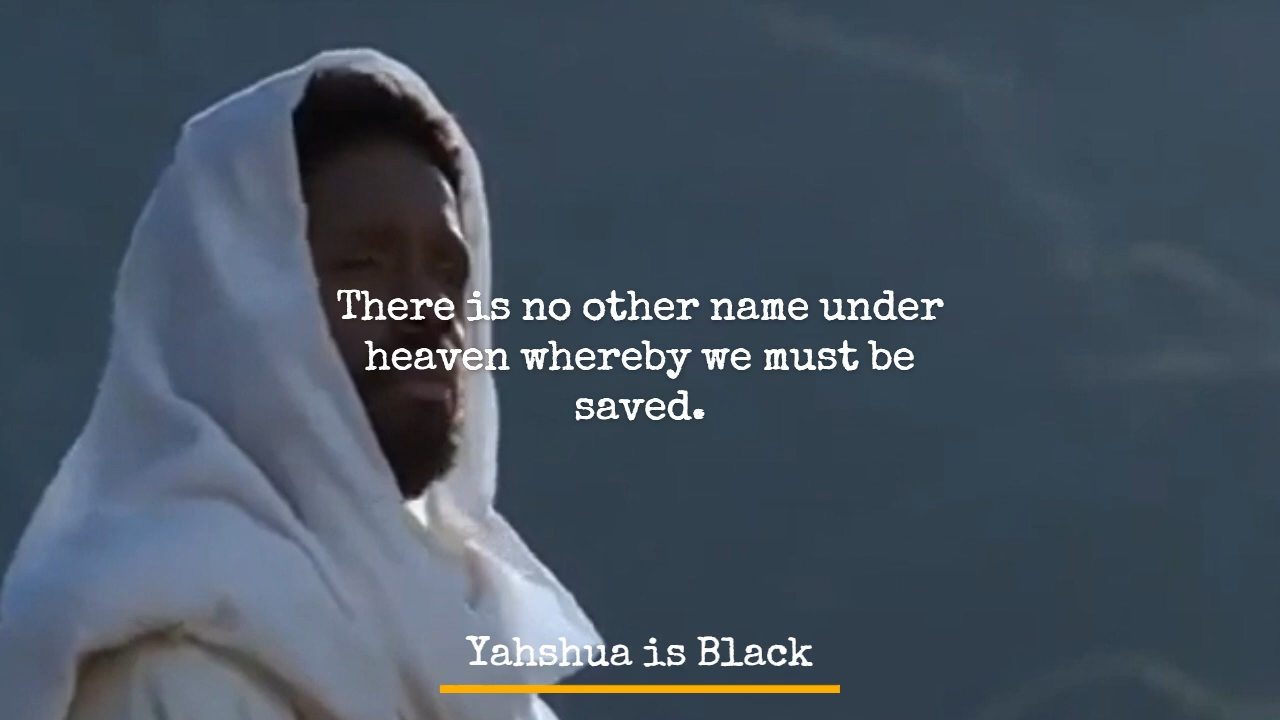 There is no other name under
heaven whereby we must be
saved.
Yahshua is Black